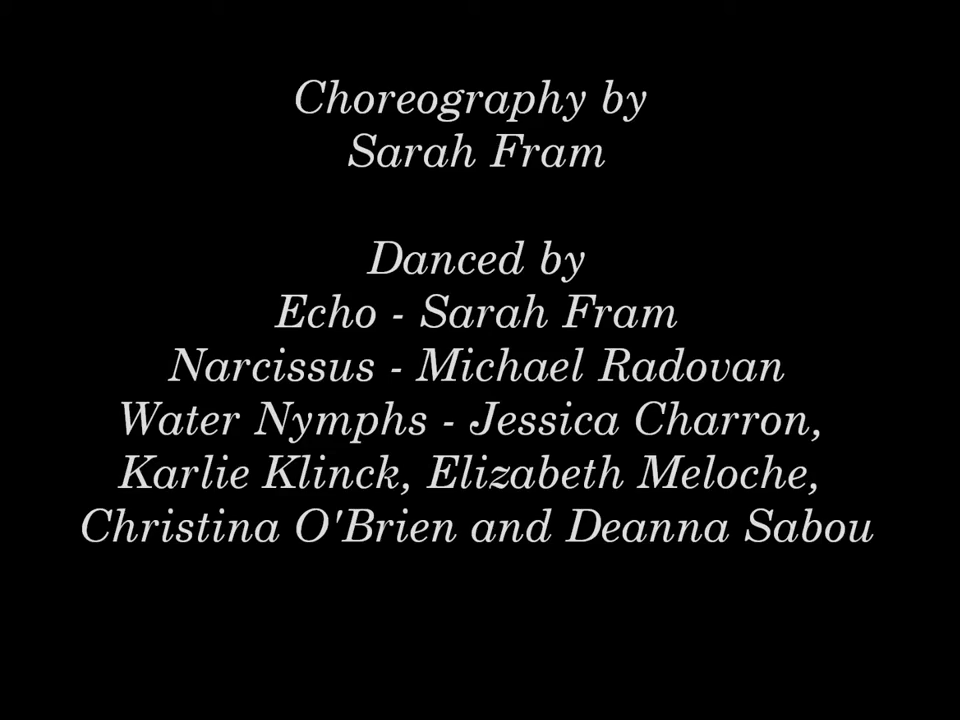 Choreography by
Sarah Fram
Danced by
Echo - Sarah Fram
Narcissus - Michael Radovan
Water Nymphs - Jessica Charron,
Karlie Klinck, Elizabeth Meloche,
Christina O'Brien and Deanna Sabou